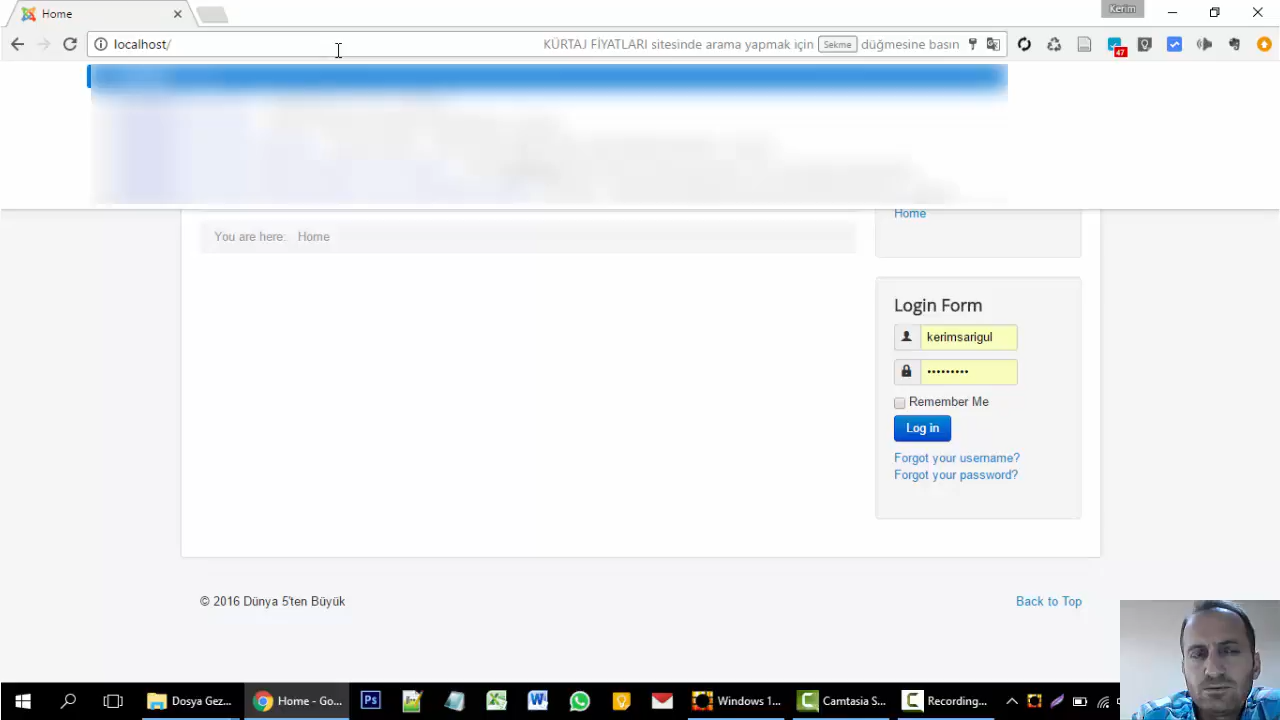 Home
Kerim
localhost/
KÜRTAJ FİYATLARI sitesinde arama yapmak için Sekme düğmesine basın
47
Home
You are here: Home
Login Form
kerimsarigul
•••••••••
Remember Me
Log in
Forgot your username?
Forgot your password?
© 2016 Dünya 5'ten Büyük
Back to Top
Dosya Gez...
Home - Go...
Ps
Windows 1...
Camtasia S...
Recording...